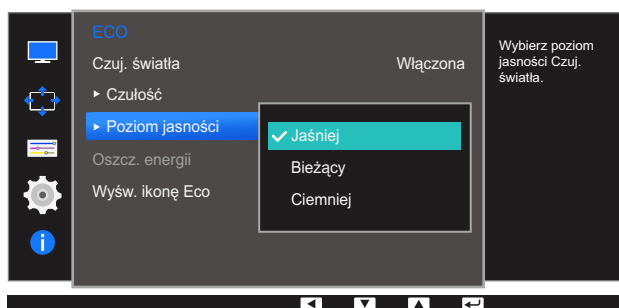 ECO
Czuj. światła Włączona
▸ Czułość
▸ Poziom jasności
Oszcz. energii
Wyśw. ikonę Eco
Jaśniej
Bieżący
Ciemniej
Wybierz poziom
jasności Czuj.
światła.